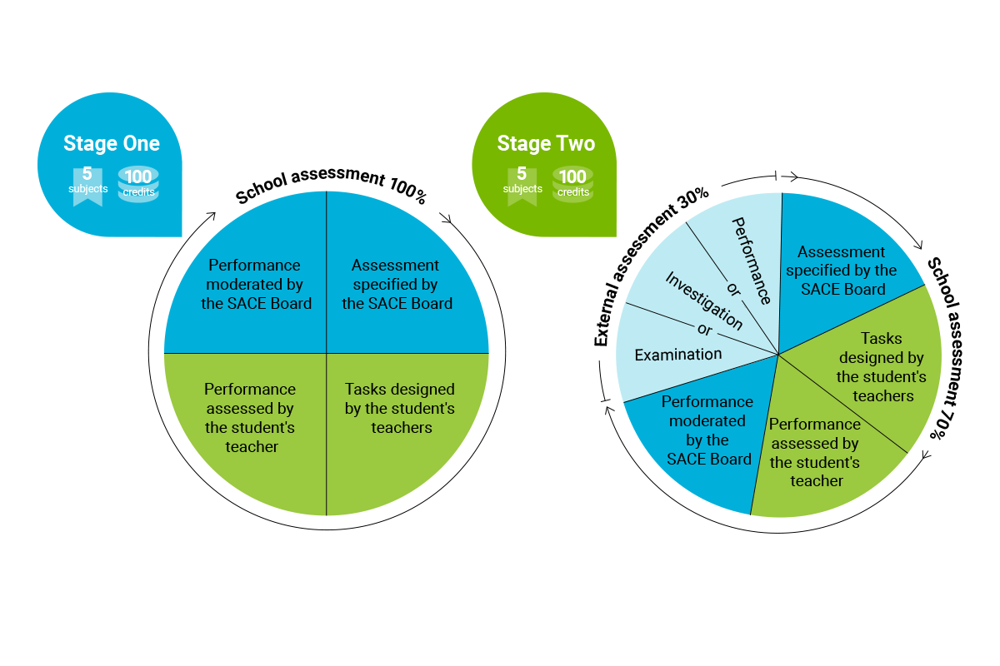 Stage One
5
subjects
100
credits
School assessment 100%
Performance
moderated by
the SACE Board
Assessment
specified by
the SACE Board
Performance
assessed by
the student's
teacher
Tasks designed
by the student's
teachers
Stage Two
5
subjects
100
credits
External assessment 30%
School assessment 70%
Performance
or
Investigation
or
Examination
Assessment
specified by the
SACE Board
Tasks
designed by
the student's
teachers
Performance
assessed by
the student's
teacher
Performance
moderated
by the
SACE Board